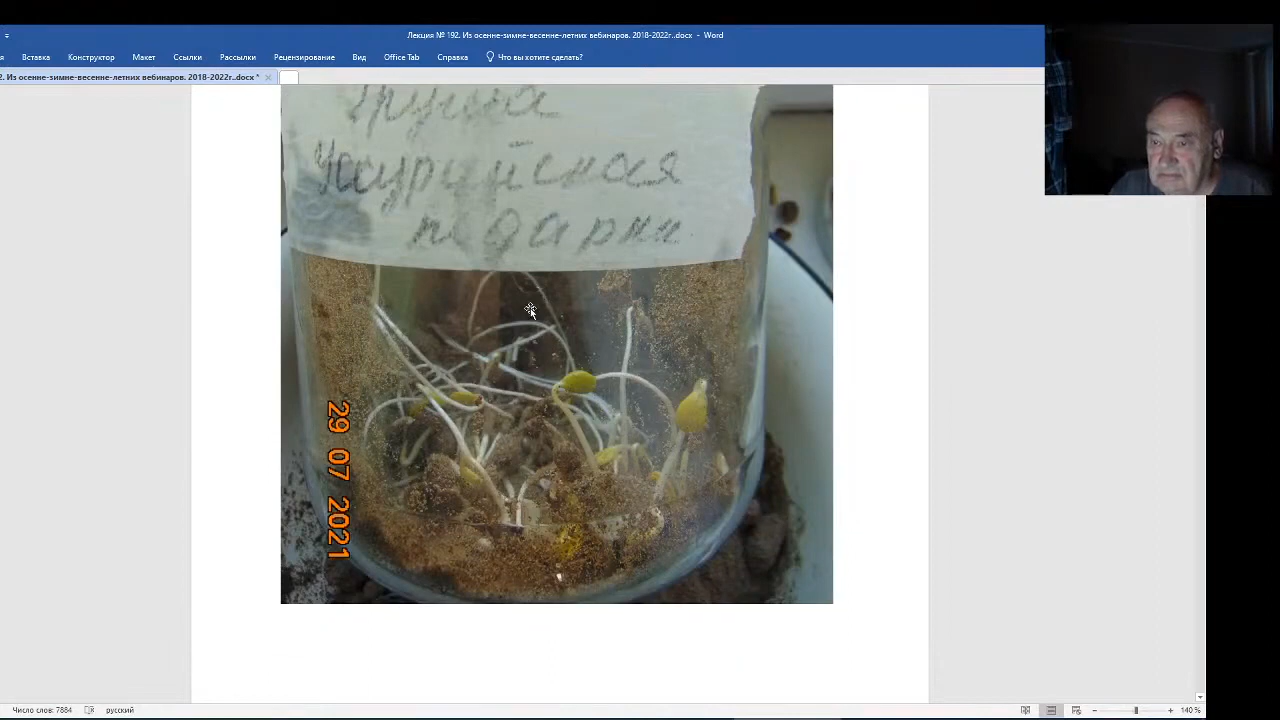 Лекция № 192. Из осенне-зимне-весенне-летних вебинаров. 2018-2022г..docx - Word
Вставка Конструктор Макет Ссылки Рассылки Рецензирование Вид Office Tab Справка Что вы хотите сделать?
2. Из осенне-зимне-весенне-летних вебинаров. 2018-2022г..docx *
Груша
Уссурийская
подарки
29 07 2021
Число слов: 7884 русский 140 %